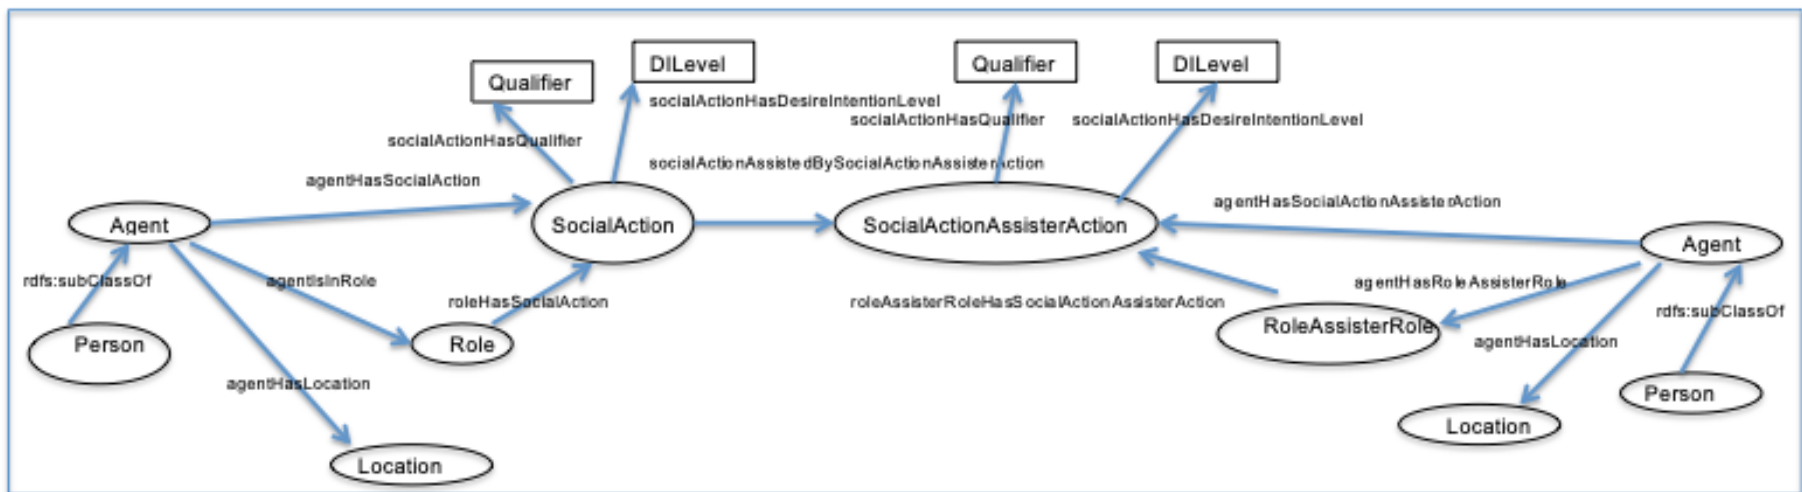 DILevel
Qualifier
DILevel
Qualifier
socialActionHasDesireIntentionLevel
socialActionHasQualifier
socialActionHasDesireIntentionLevel
socialActionHasQualifier
socialActionAssistedBySocialActionAssisterAction
agentHasSocialAction
agentHasSocialActionAssisterAction
Agent
SocialAction
SocialActionAssisterAction
Agent
rdfs:subClassOf
agentIsInRole
roleHasSocialAction
roleAssisterRoleHasSocialActionAssisterAction
agentHasRoleAssisterRole
rdfs:subClassOf
Person
Role
RoleAssisterRole
agentHasLocation
agentHasLocation
Person
Location
Location